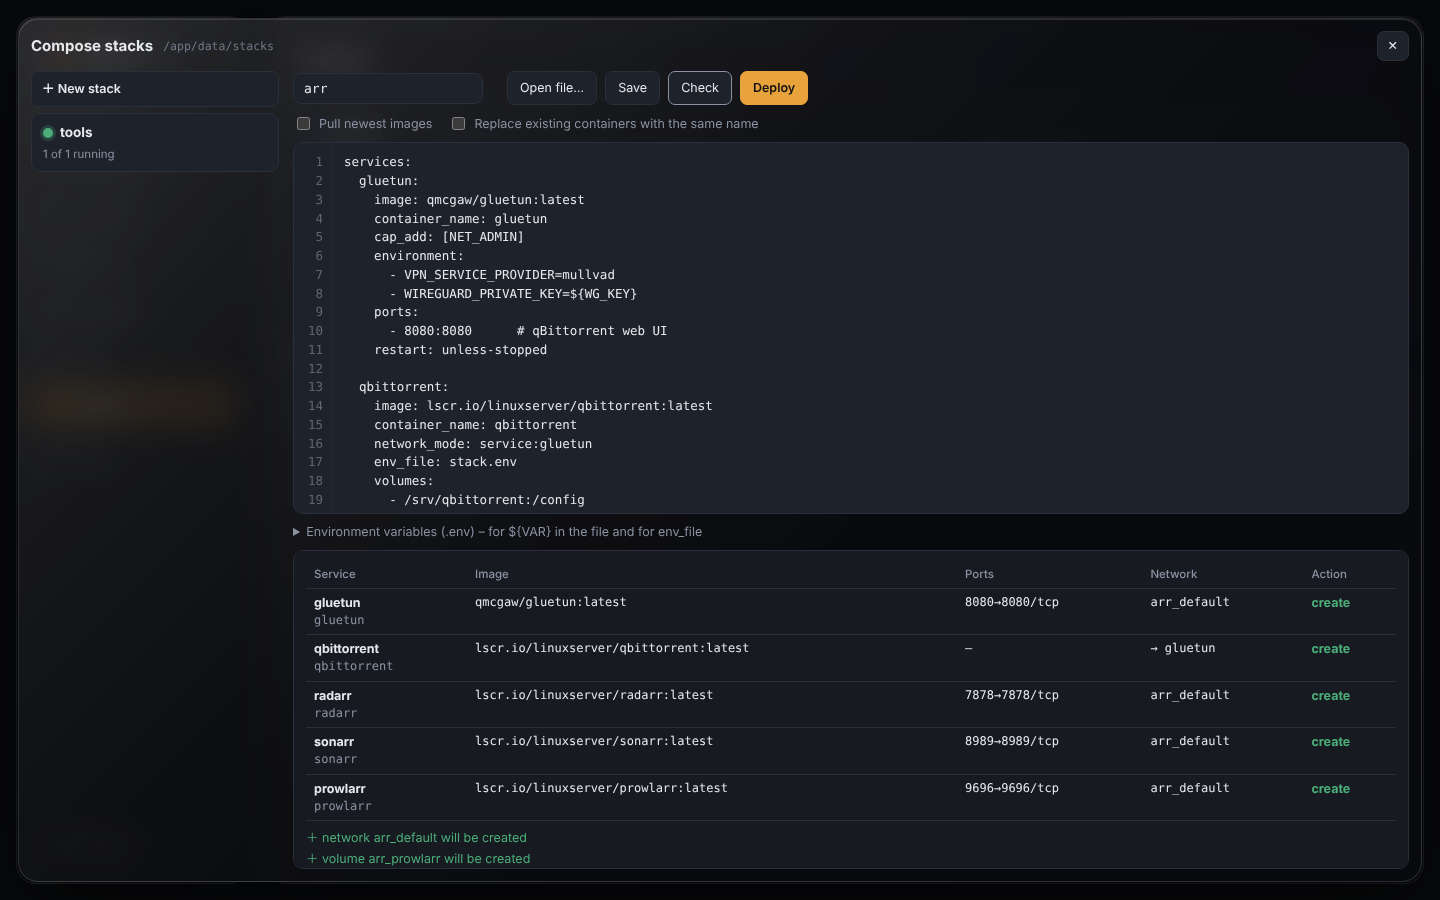 Compose stacks /app/data/stacks
×
+ New stack
tools
1 of 1 running
arr
Open file...
Save
Check
Deploy
Pull newest images
Replace existing containers with the same name
1 services:
2   gluetun:
3     image: qmcgaw/gluetun:latest
4     container_name: gluetun
5     cap_add: [NET_ADMIN]
6     environment:
7       - VPN_SERVICE_PROVIDER=mullvad
8       - WIREGUARD_PRIVATE_KEY=${WG_KEY}
9     ports:
10       - 8080:8080      # qBittorrent web UI
11     restart: unless-stopped
12
13   qbittorrent:
14     image: lscr.io/linuxserver/qbittorrent:latest
15     container_name: qbittorrent
16     network_mode: service:gluetun
17     env_file: stack.env
18     volumes:
19       - /srv/qbittorrent:/config
▶ Environment variables (.env) – for ${VAR} in the file and for env_file
Service Image Ports Network Action
gluetun qmcgaw/gluetun:latest 8080→8080/tcp arr_default create
gluetun
qbittorrent lscr.io/linuxserver/qbittorrent:latest – → gluetun create
qbittorrent
radarr lscr.io/linuxserver/radarr:latest 7878→7878/tcp arr_default create
radarr
sonarr lscr.io/linuxserver/sonarr:latest 8989→8989/tcp arr_default create
sonarr
prowlarr lscr.io/linuxserver/prowlarr:latest 9696→9696/tcp arr_default create
prowlarr
+ network arr_default will be created
+ volume arr_prowlarr will be created